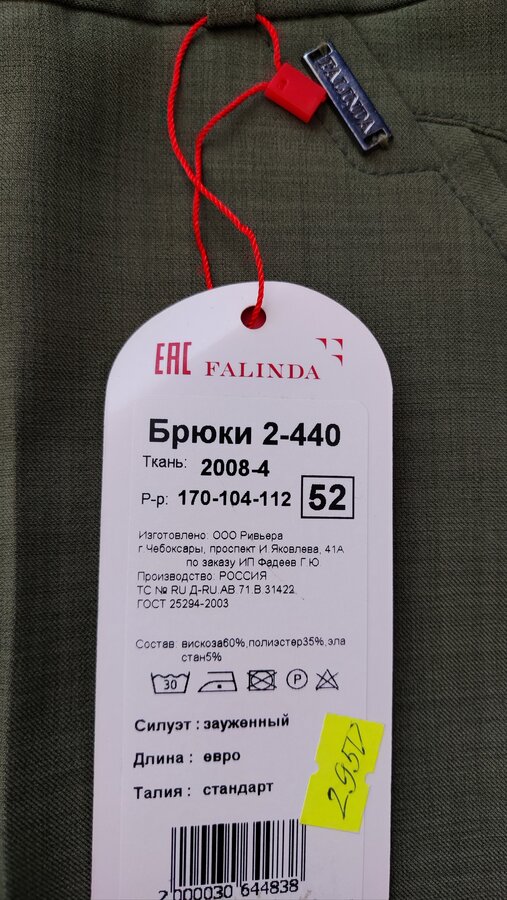 FALINDA
EAC FALINDA
Брюки 2-440
Ткань: 2008-4
Р-р: 170-104-112 52
Изготовлено: ООО Ривьера
г.Чебоксары, проспект И.Яковлева, 41А
по заказу ИП Фадеев Г.Ю
Производство: РОССИЯ
ТС № RU Д-RU.АВ.71.В.31422
ГОСТ 25294-2003
Состав: вискоза60%,полиэстер35%,эла
стан5%
30 P
Силуэт : зауженный
Длина : евро
Талия : стандарт
2 000030 644838